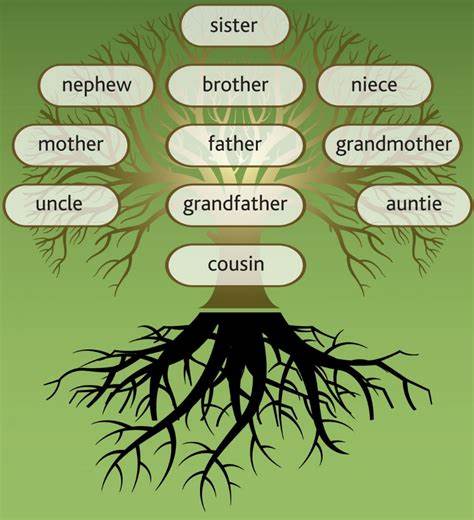 sister
nephew
brother
niece
mother
father
grandmother
uncle
grandfather
auntie
cousin